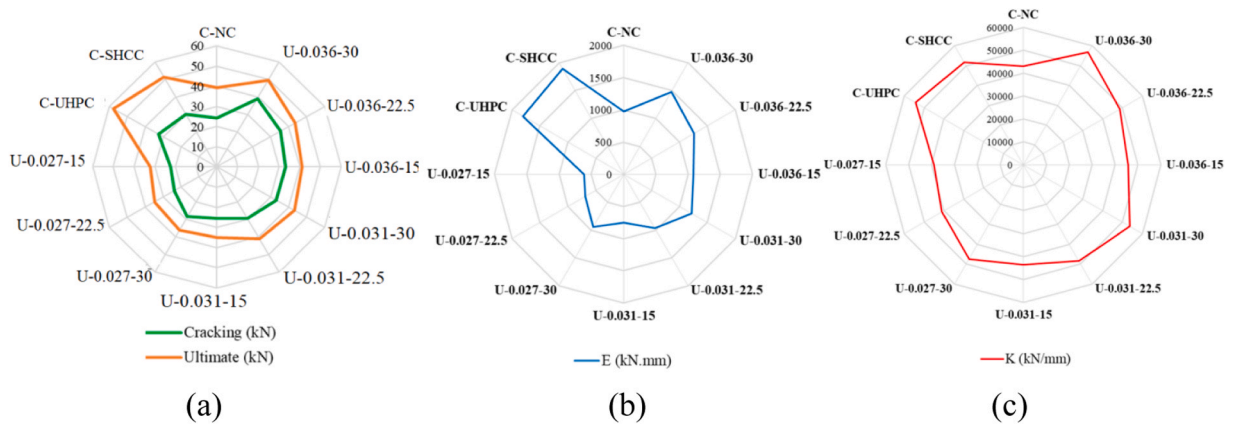 C-NC
60
50
40
30
20
10
0
U-0.036-30
U-0.036-22.5
U-0.036-15
U-0.031-30
U-0.031-22.5
U-0.031-15
U-0.027-30
U-0.027-22.5
U-0.027-15
C-UHPC
C-SHCC
Cracking (kN)
Ultimate (kN)
(a)
C-NC
2000
1500
1000
500
0
U-0.036-30
U-0.036-22.5
U-0.036-15
U-0.031-30
U-0.031-22.5
U-0.031-15
U-0.027-30
U-0.027-22.5
U-0.027-15
C-UHPC
C-SHCC
E (kN.mm)
(b)
C-NC
60000
50000
40000
30000
20000
10000
0
U-0.036-30
U-0.036-22.5
U-0.036-15
U-0.031-30
U-0.031-22.5
U-0.031-15
U-0.027-30
U-0.027-22.5
U-0.027-15
C-UHPC
C-SHCC
K (kN/mm)
(c)